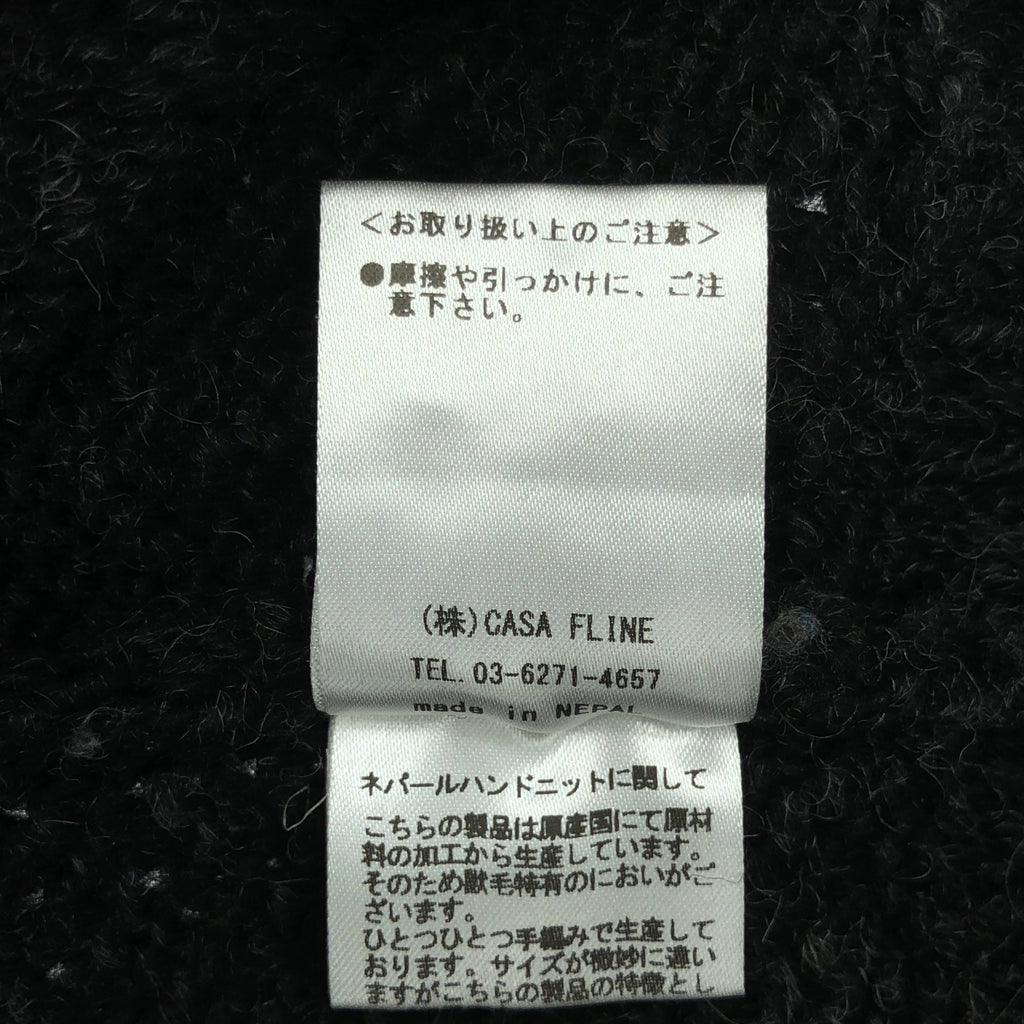 <お取り扱い上のご注意>
●摩擦や引っかけに、ご注
意下さい。
(株)CASA FLINE
TEL.03-6271-4657
made in NEPAL
ネパールハンドニットに関して
こちらの製品は原産国にて原材
料の加工から生産しています。
そのため獣毛特有のにおいがご
ざいます。
ひとつひとつ手編みで生産して
おります。サイズが微妙に違い
ますがこちらの製品の特徴とし